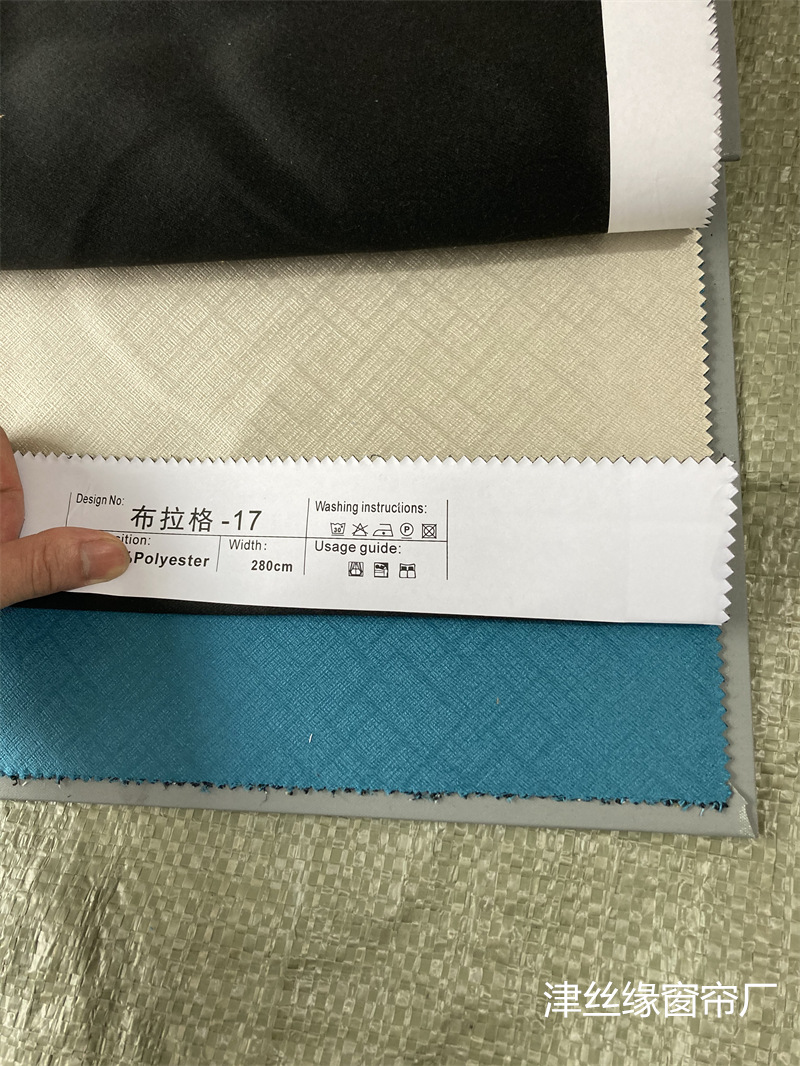 Design No: 布拉格-17
Washing instructions:
30 P
ition: %Polyester
Width: 280cm
Usage guide:
津丝缘窗帘厂